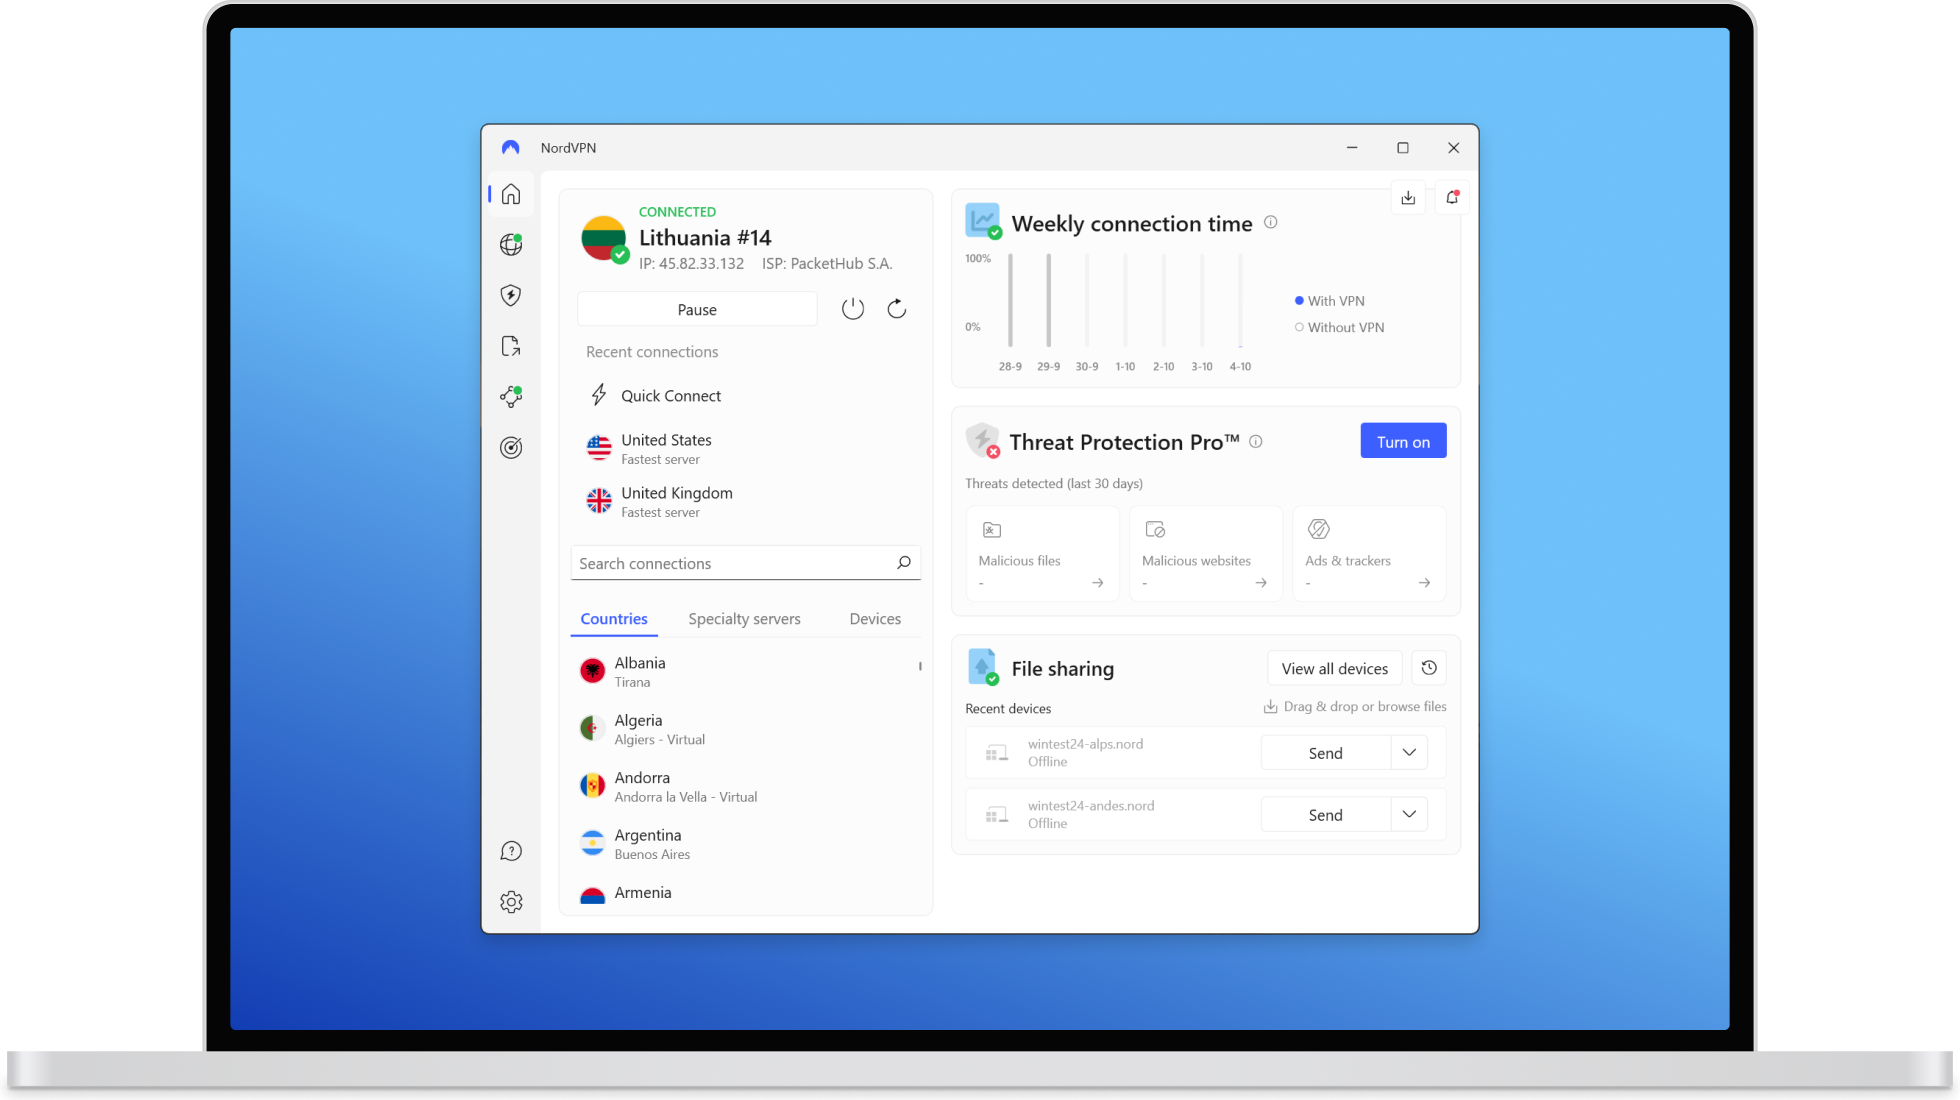 NordVPN
CONNECTED
Lithuania #14
IP: 45.82.33.132 ISP: PacketHub S.A.
Pause
Recent connections
Quick Connect
United States
Fastest server
United Kingdom
Fastest server
Search connections
Countries Specialty servers Devices
Albania
Tirana
Algeria
Algiers - Virtual
Andorra
Andorra la Vella - Virtual
Argentina
Buenos Aires
Armenia
Weekly connection time
100%
0%
28-9 29-9 30-9 1-10 2-10 3-10 4-10
With VPN
Without VPN
Threat Protection Pro™
Turn on
Threats detected (last 30 days)
Malicious files
-
Malicious websites
-
Ads & trackers
-
File sharing
View all devices
Recent devices
Drag & drop or browse files
wintest24-alps.nord
Offline
Send
wintest24-andes.nord
Offline
Send